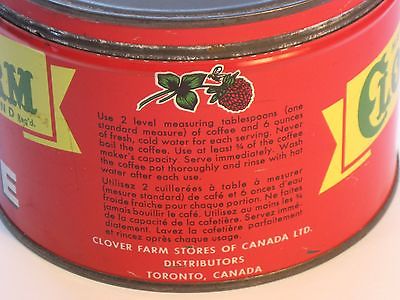 RM
ND Reg'd.
E
Clo
Use 2 level measuring tablespoons (one
standard measure) of coffee and 6 ounces
of fresh, cold water for each serving. Never
boil the coffee. Use at least ¾ of the coffee
maker's capacity. Serve immediately. Wash
the coffee pot thoroughly and rinse with hot
water after each use.
Utilisez 2 cuillerées à table à mesurer
(mesure standard) de café et 6 onces d'eau
froide fraîche pour chaque portion. Ne faites
jamais bouillir le café. Utilisez au moins les ¾
de la capacité de la cafetière. Servez immé-
diatement. Lavez la cafetière parfaitement
et rincez après chaque usage.
CLOVER FARM STORES OF CANADA LTD.
DISTRIBUTORS
TORONTO, CANADA